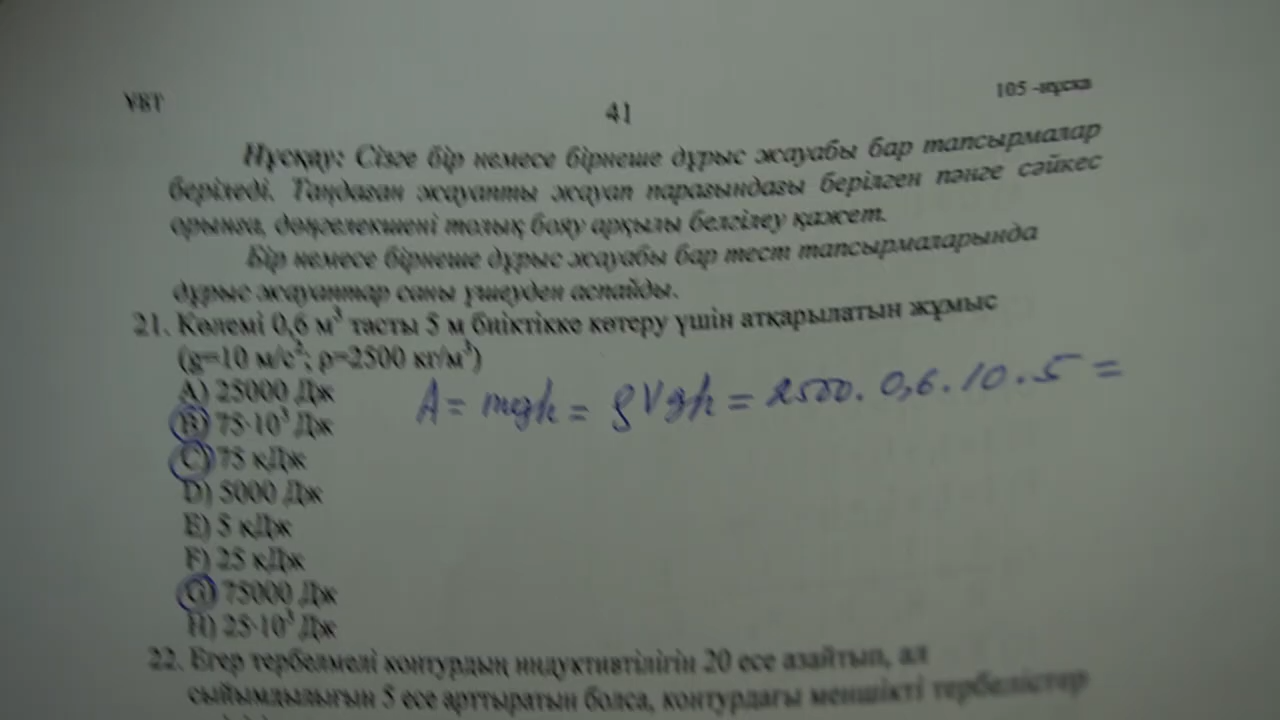 ҰБТ
41
105 -нұсқа
Нұсқау: Сізге бір немесе бірнеше дұрыс жауабы бар тапсырмалар
беріледі. Таңдаған жауапты жауап парағындағы берілген пәнге сәйкес
орынға, дөңгелекшені толық бояу арқылы белгілеу қажет.
Бір немесе бірнеше дұрыс жауабы бар тест тапсырмаларында
дұрыс жауаптар саны үшеуден аспайды.
21. Көлемі 0,6 м³ тасты 5 м биіктікке көтеру үшін атқарылатын жұмыс
(g=10 м/с²; ρ=2500 кг/м³)
A) 25000 Дж
A = mgh = ρVgh = 2500 . 0,6 . 10 . 5 =
B) 75·10³ Дж
C) 75 кДж
D) 5000 Дж
E) 5 кДж
F) 25 кДж
G) 75000 Дж
H) 25·10³ Дж
22. Егер тербелмелі контурдың индуктивтілігін 20 есе азайтып, ал
сыйымдылығын 5 есе арттыратын болса, контурдағы меншікті тербелістер